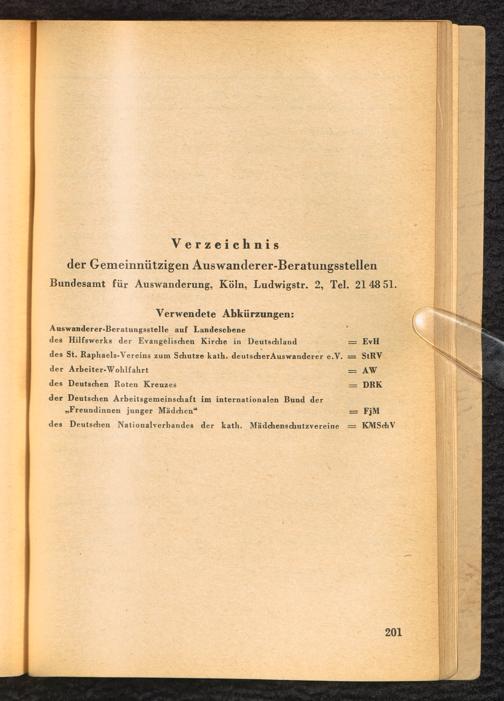 Verzeichnis
der Gemeinnützigen Auswanderer-Beratungsstellen
Bundesamt für Auswanderung, Köln, Ludwigstr. 2, Tel. 21 48 51.
Verwendete Abkürzungen:
Auswanderer-Beratungsstelle auf Landesebene
des Hilfswerks der Evangelischen Kirche in Deutschland = EvH
des St. Raphaels-Vereins zum Schutze kath. deutscherAuswanderer e.V. = StRV
der Arbeiter-Wohlfahrt = AW
des Deutschen Roten Kreuzes = DRK
der Deutschen Arbeitsgemeinschaft im internationalen Bund der
„Freundinnen junger Mädchen“ = FjM
des Deutschen Nationalverbandes der kath. Mädchenschutzvereine = KMSchV
201